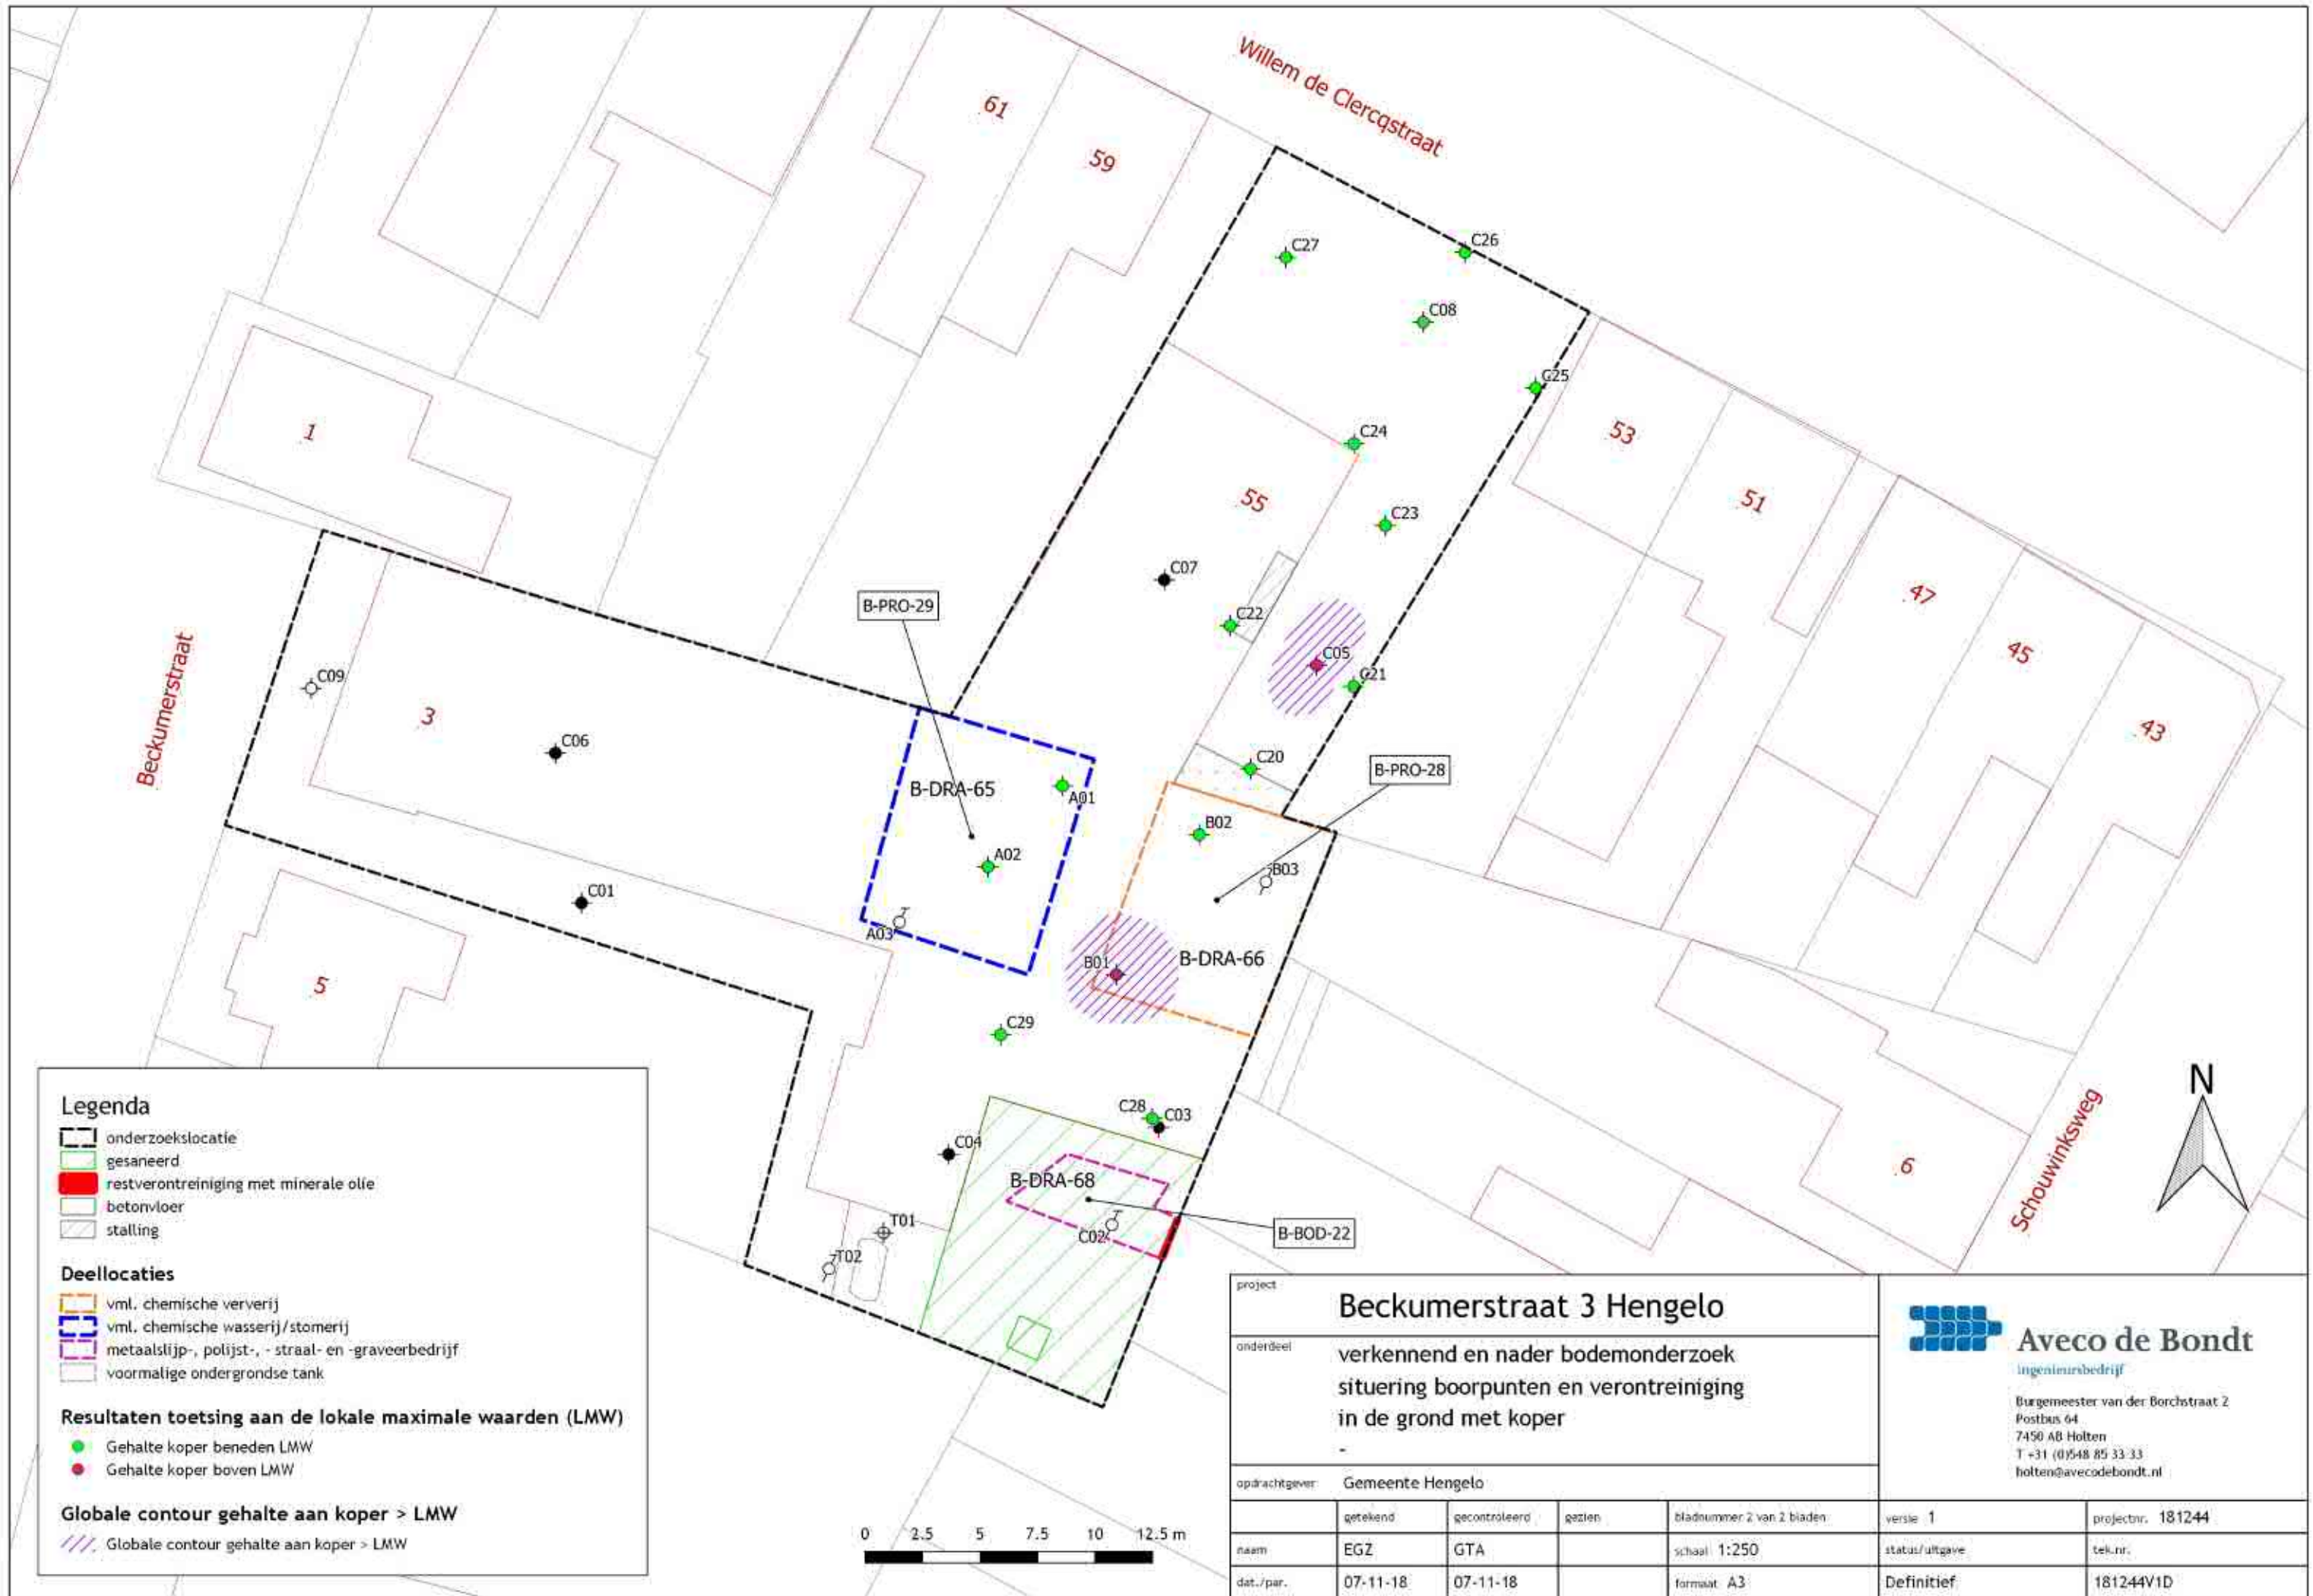 Willem de Clercqstraat
61
59
C27
C26
C08
C25
C24
53
55
51
C23
1
C07
47
B-PRO-29
C22
45
C05
C21
C09
Beckumerstraat
3
43
C06
C20
B-PRO-28
B-DRA-65
A01
B02
A02
B03
C01
A03
B-DRA-66
B01
5
C29
C28
C03
C04
6
Schouwinksweg
N
B-DRA-68
T01
C02
B-BOD-22
T02
Legenda
onderzoekslocatie
gesaneerd
restverontreiniging met minerale olie
betonvloer
stalling
Deellocaties
vml. chemische ververij
vml. chemische wasserij/stomerij
metaalslijp-, polijst-, - straal- en -graveerbedrijf
voormalige ondergrondse tank
Resultaten toetsing aan de lokale maximale waarden (LMW)
Gehalte koper beneden LMW
Gehalte koper boven LMW
Globale contour gehalte aan koper > LMW
Globale contour gehalte aan koper > LMW
0 2.5 5 7.5 10 12.5 m
project
Beckumerstraat 3 Hengelo
onderdeel
verkennend en nader bodemonderzoek
situering boorpunten en verontreiniging
in de grond met koper
-
opdrachtgever Gemeente Hengelo
Aveco de Bondt
ingenieursbedrijf
Burgemeester van der Borchstraat 2
Postbus 64
7450 AB Holten
T +31 (0)548 85 33 33
holten@avecodebondt.nl
getekend gecontroleerd gezien bladnummer 2 van 2 bladen versie 1 projectnr. 181244
naam EGZ GTA schaal 1:250 status/uitgave tek.nr.
dat./par. 07-11-18 07-11-18 formaat A3 Definitief 181244V1D